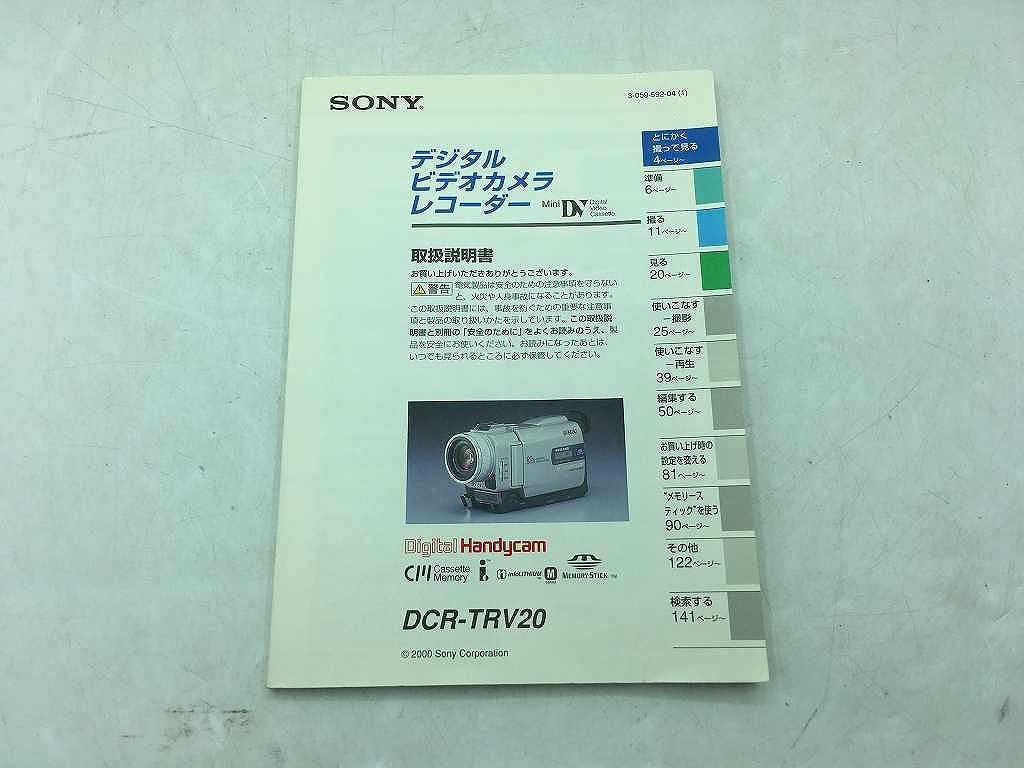 SONY®
3-059-592-04 (1)
デジタル
ビデオカメラ
レコーダー
Mini DV Digital
Video
Cassette
取扱説明書
お買い上げいただきありがとうございます。
警告 電気製品は安全のための注意事項を守らない
と、火災や人身事故になることがあります。
この取扱説明書には、事故を防ぐための重要な注意事
項と製品の取り扱いかたを示しています。この取扱説
明書と別冊の「安全のために」をよくお読みのうえ、製
品を安全にお使いください。お読みになったあとは、
いつでも見られるところに必ず保管してください。
Digital Handycam
CM Cassette
Memory
InfoLITHIUM M
SERIES
MEMORY STICK ™
DCR-TRV20
© 2000 Sony Corporation
とにかく
撮って見る
4ページ~
準備
6ページ~
撮る
11ページ~
見る
20ページ~
使いこなす
–撮影
25ページ~
使いこなす
–再生
39ページ~
編集する
50ページ~
お買い上げ時の
設定を変える
81ページ~
“メモリース
ティック”を使う
90ページ~
その他
122ページ~
検索する
141ページ~